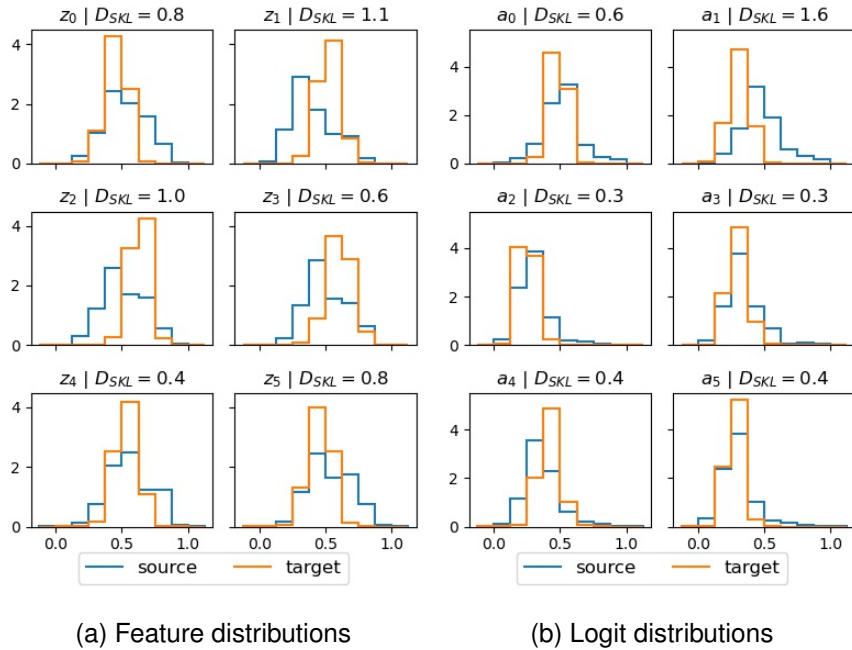 z₀ | D_SKL = 0.8
z₁ | D_SKL = 1.1
a₀ | D_SKL = 0.6
a₁ | D_SKL = 1.6
4
2
0
4
2
0
z₂ | D_SKL = 1.0
z₃ | D_SKL = 0.6
a₂ | D_SKL = 0.3
a₃ | D_SKL = 0.3
4
2
0
4
2
0
z₄ | D_SKL = 0.4
z₅ | D_SKL = 0.8
a₄ | D_SKL = 0.4
a₅ | D_SKL = 0.4
4
2
0
4
2
0
0.0 0.5 1.0
0.0 0.5 1.0
0.0 0.5 1.0
0.0 0.5 1.0
source target
source target
(a) Feature distributions
(b) Logit distributions